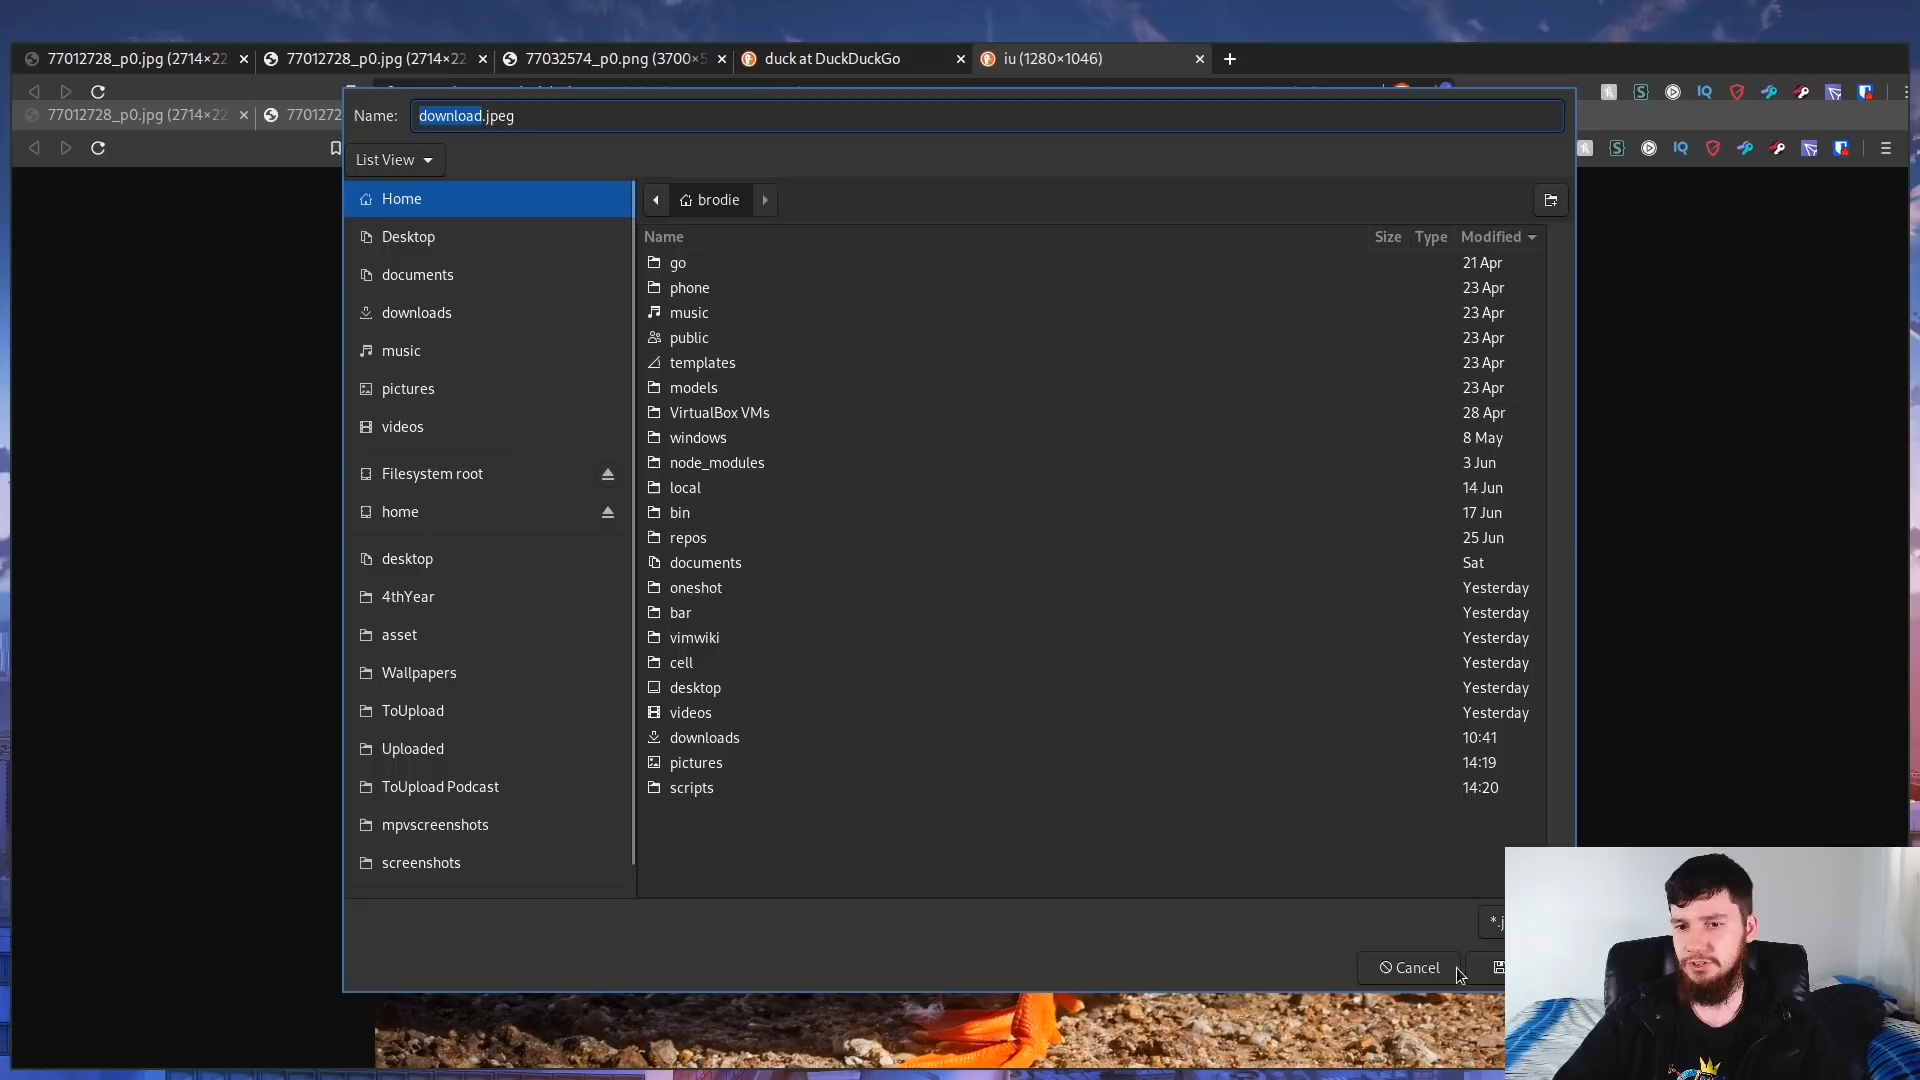 77012728_p0.jpg (2714×22
77012728_p0.jpg (2714×22
77032574_p0.png (3700×5
duck at DuckDuckGo
iu (1280×1046)
77012728_p0.jpg (2714×22
770127
Name:
download.jpeg
List View
Home
Desktop
documents
downloads
music
pictures
videos
Filesystem root
home
desktop
4thYear
asset
Wallpapers
ToUpload
Uploaded
ToUpload Podcast
mpvscreenshots
screenshots
brodie
Name Size Type Modified
go 21 Apr
phone 23 Apr
music 23 Apr
public 23 Apr
templates 23 Apr
models 23 Apr
VirtualBox VMs 28 Apr
windows 8 May
node_modules 3 Jun
local 14 Jun
bin 17 Jun
repos 25 Jun
documents Sat
oneshot Yesterday
bar Yesterday
vimwiki Yesterday
cell Yesterday
desktop Yesterday
videos Yesterday
downloads 10:41
pictures 14:19
scripts 14:20
*.j
Cancel